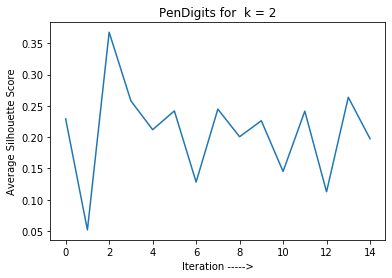 PenDigits for  k = 2
Average Silhouette Score
0.35
0.30
0.25
0.20
0.15
0.10
0.05
0 2 4 6 8 10 12 14
Iteration ----->